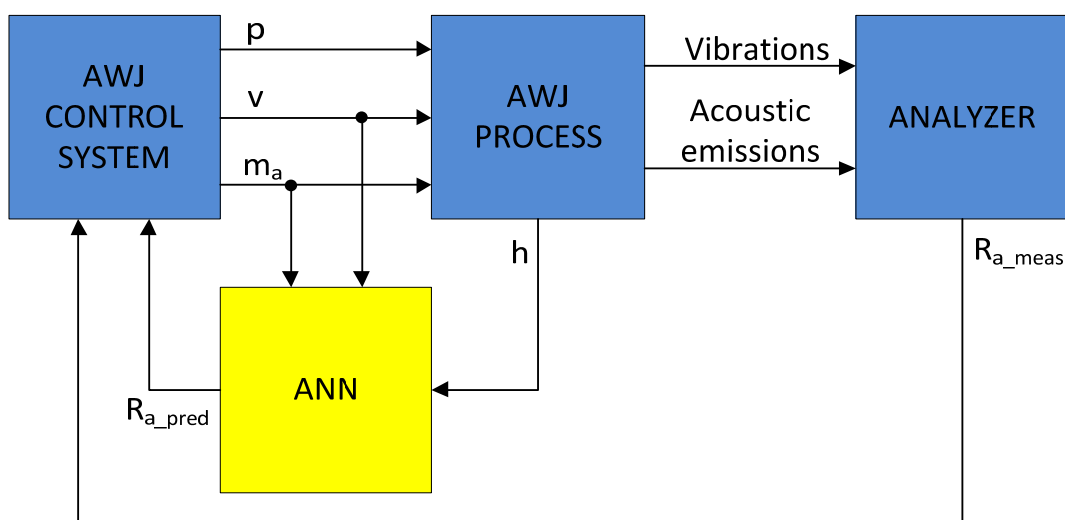 AWJ
CONTROL
SYSTEM
p
v
mₐ
AWJ
PROCESS
Vibrations
Acoustic
emissions
ANALYZER
h
Rₐ_meas
ANN
Rₐ_pred